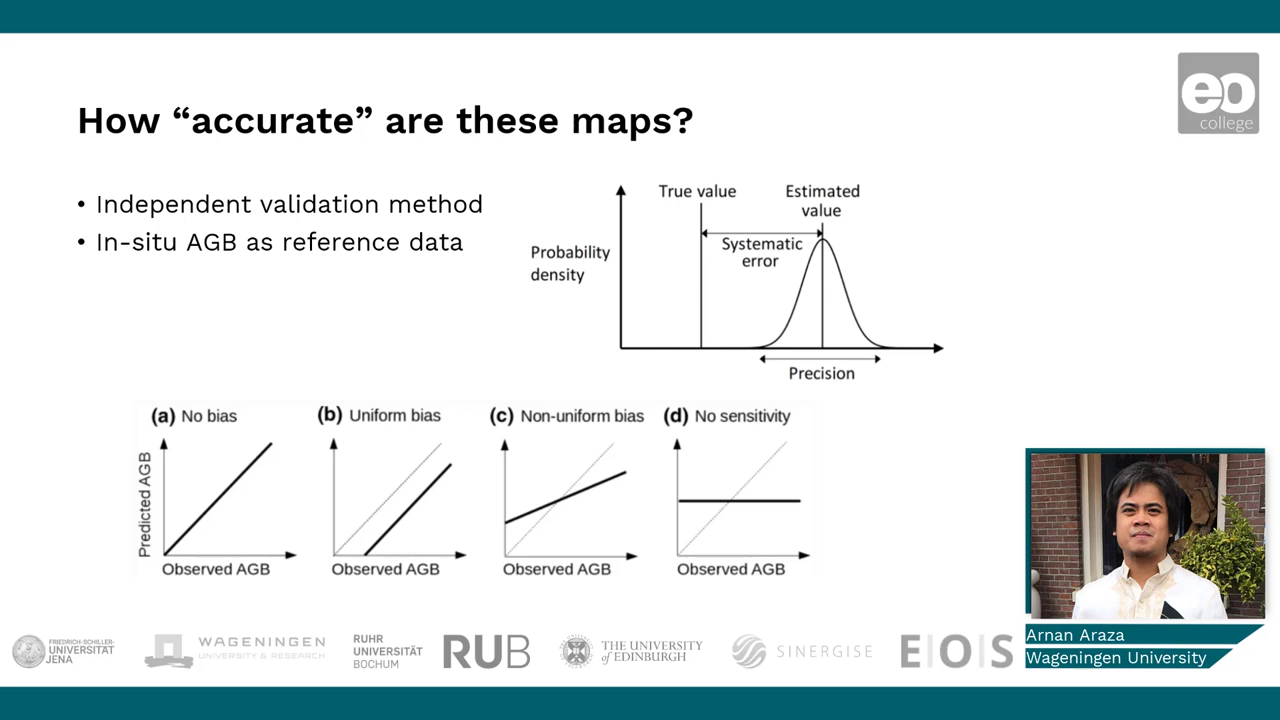 eo
college
How “accurate” are these maps?
• Independent validation method
• In-situ AGB as reference data
True value
Estimated
value
Systematic
error
Probability
density
Precision
(a) No bias
(b) Uniform bias
(c) Non-uniform bias
(d) No sensitivity
Predicted AGB
Observed AGB
Observed AGB
Observed AGB
Observed AGB
Arnan Araza
Wageningen University
FRIEDRICH-SCHILLER-
UNIVERSITÄT
JENA
WAGENINGEN
UNIVERSITY & RESEARCH
RUHR
UNIVERSITÄT
BOCHUM
RUB
THE UNIVERSITY
of EDINBURGH
SINERGISE
E|O|S